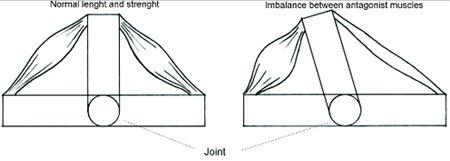 Normal lenght and strenght
Imbalance between antagonist muscles
Joint